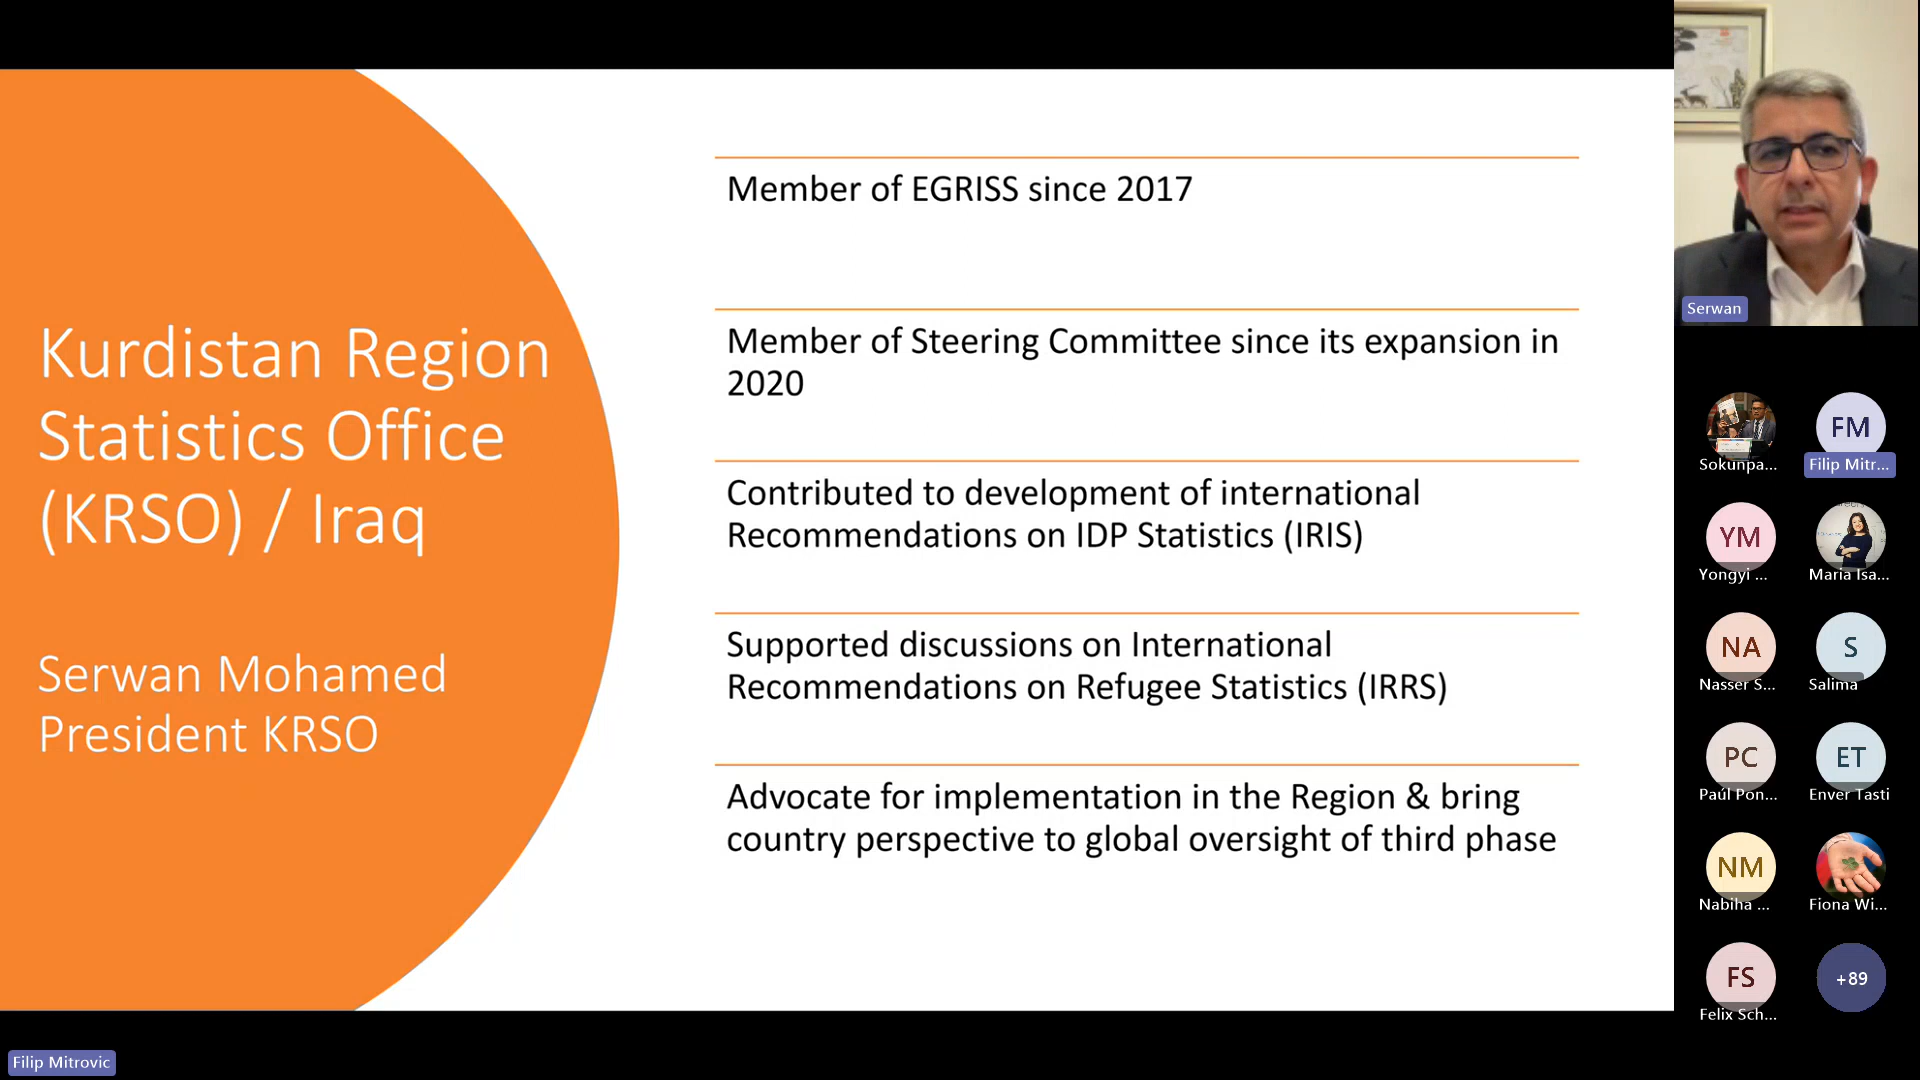 Kurdistan Region
Statistics Office
(KRSO) / Iraq
Serwan Mohamed
President KRSO
Member of EGRISS since 2017
Member of Steering Committee since its expansion in
2020
Contributed to development of international
Recommendations on IDP Statistics (IRIS)
Supported discussions on International
Recommendations on Refugee Statistics (IRRS)
Advocate for implementation in the Region & bring
country perspective to global oversight of third phase
Serwan
Sokunpa...
FM
Filip Mitr...
YM
Yongyi ...
Maria Isa...
NA
Nasser S...
S
Salima
PC
Paúl Pon...
ET
Enver Tasti
NM
Nabiha ...
Fiona Wi...
FS
Felix Sch...
+89
Filip Mitrovic